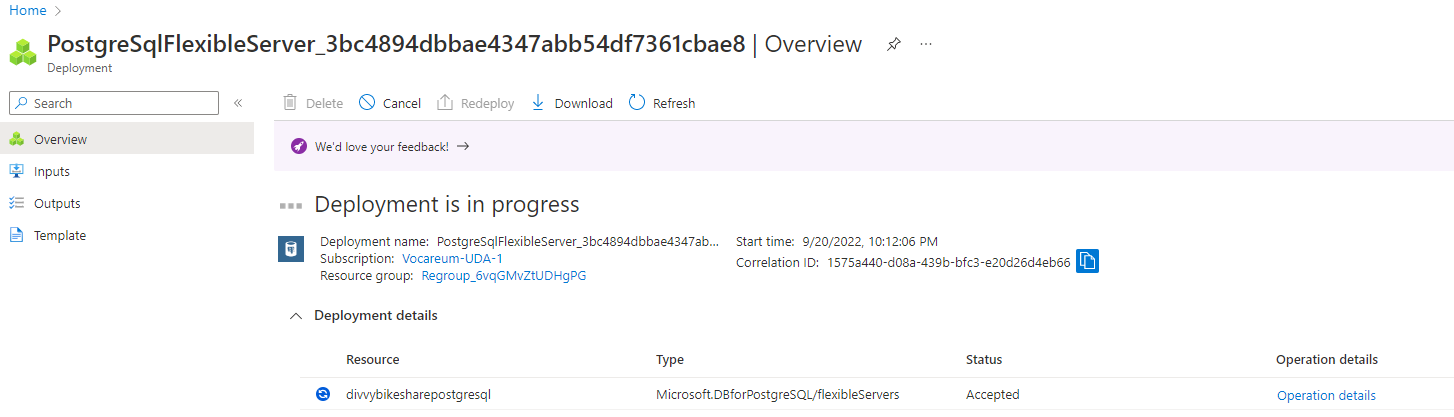 Home
PostgreSqlFlexibleServer_3bc4894dbbae4347abb54df7361cbae8 | Overview
Deployment
Search
Delete Cancel Redeploy Download Refresh
Overview
We'd love your feedback!
Inputs
Outputs
Template
Deployment is in progress
Deployment name: PostgreSqlFlexibleServer_3bc4894dbbae4347ab...
Subscription: Vocareum-UDA-1
Resource group: Regroup_6vqGMvZtUDHgPG
Start time: 9/20/2022, 10:12:06 PM
Correlation ID: 1575a440-d08a-439b-bfc3-e20d26d4eb66
Deployment details
Resource Type Status Operation details
divvybikesharepostgresql Microsoft.DBforPostgreSQL/flexibleServers Accepted Operation details